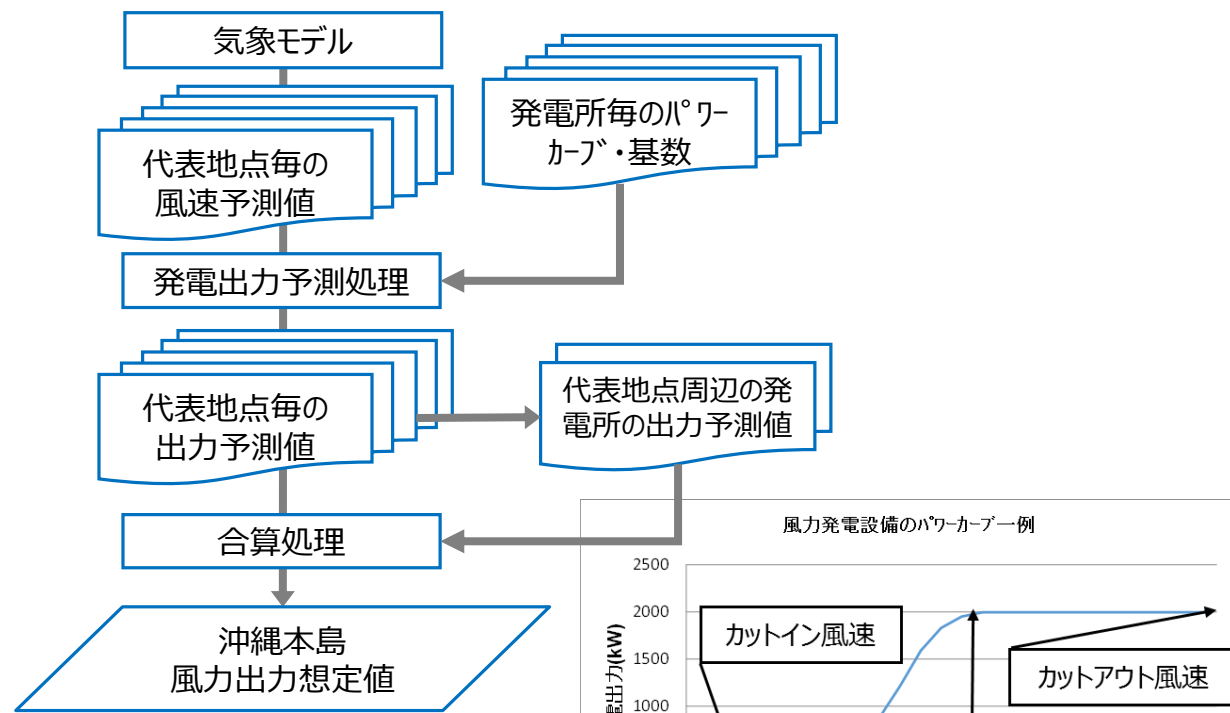 気象モデル
代表地点毎の
風速予測値
発電所毎のﾊﾟﾜｰ
ｶｰﾌﾞ・基数
発電出力予測処理
代表地点毎の
出力予測値
代表地点周辺の発
電所の出力予測値
合算処理
沖縄本島
風力出力想定値
風力発電設備のﾊﾟﾜｰｶｰﾌﾞ一例
2500
2000
1500
1000
電出力(kW)
カットイン風速
カットアウト風速